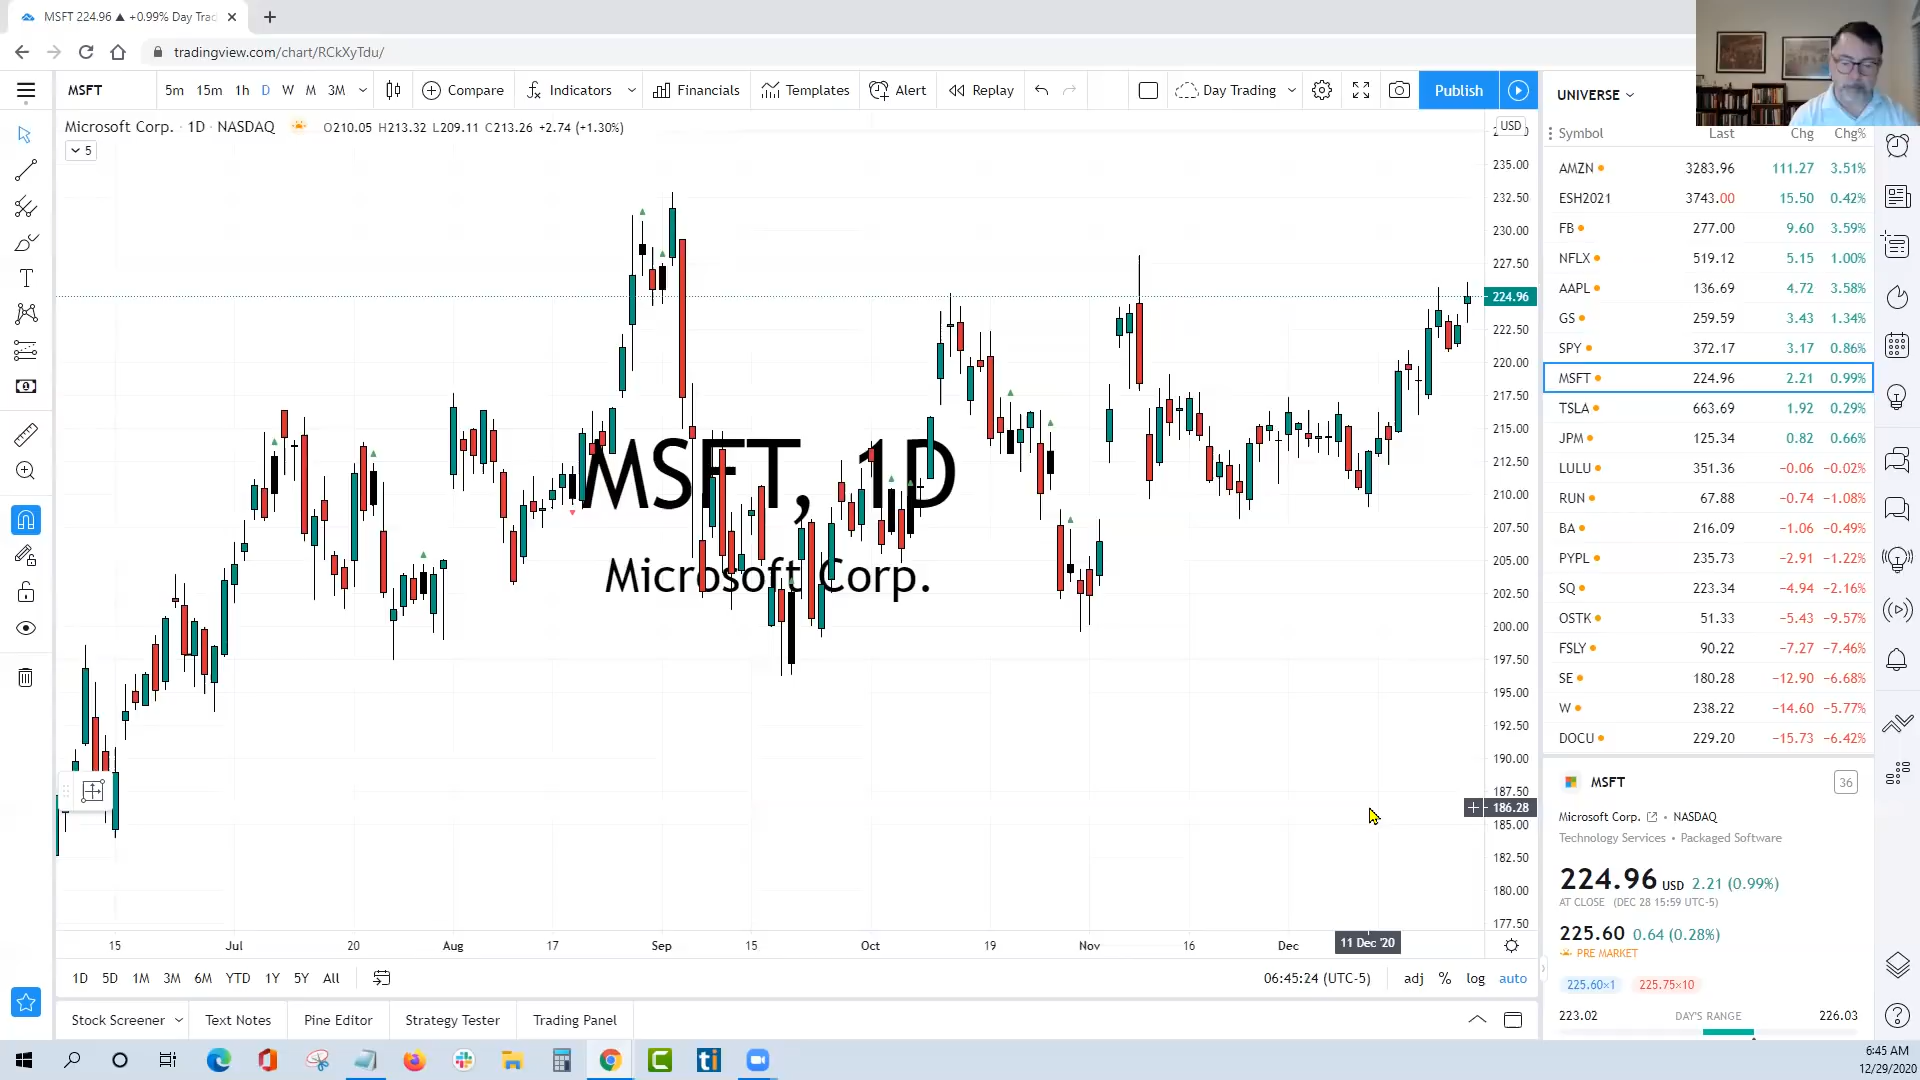 MSFT 224.96 ▲ +0.99% Day Trad
tradingview.com/chart/RCkXyTdu/
MSFT 5m 15m 1h D W M 3M Compare Indicators Financials Templates Alert Replay Day Trading Publish
Microsoft Corp. · 1D · NASDAQ O210.05 H213.32 L209.11 C213.26 +2.74 (+1.30%)
5
USD
235.00
232.50
230.00
227.50
224.96
222.50
220.00
217.50
215.00
212.50
210.00
207.50
205.00
202.50
200.00
197.50
195.00
192.50
190.00
187.50
186.28
185.00
182.50
180.00
177.50
MSFT, 1D
Microsoft Corp.
15 Jul 20 Aug 17 Sep 15 Oct 19 Nov 16 Dec 11 Dec '20
1D 5D 1M 3M 6M YTD 1Y 5Y All 06:45:24 (UTC-5) adj % log auto
Stock Screener Text Notes Pine Editor Strategy Tester Trading Panel
UNIVERSE
Symbol Last Chg Chg%
AMZN 3283.96 111.27 3.51%
ESH2021 3743.00 15.50 0.42%
FB 277.00 9.60 3.59%
NFLX 519.12 5.15 1.00%
AAPL 136.69 4.72 3.58%
GS 259.59 3.43 1.34%
SPY 372.17 3.17 0.86%
MSFT 224.96 2.21 0.99%
TSLA 663.69 1.92 0.29%
JPM 125.34 0.82 0.66%
LULU 351.36 −0.06 −0.02%
RUN 67.88 −0.74 −1.08%
BA 216.09 −1.06 −0.49%
PYPL 235.73 −2.91 −1.22%
SQ 223.34 −4.94 −2.16%
OSTK 51.33 −5.43 −9.57%
FSLY 90.22 −7.27 −7.46%
SE 180.28 −12.90 −6.68%
W 238.22 −14.60 −5.77%
DOCU 229.20 −15.73 −6.42%
MSFT 36
Microsoft Corp. • NASDAQ
Technology Services • Packaged Software
224.96 USD 2.21 (0.99%)
AT CLOSE (DEC 28 15:59 UTC-5)
225.60 0.64 (0.28%)
PRE MARKET
225.60×1 225.75×10
223.02 DAY'S RANGE 226.03
6:45 AM
12/29/2020